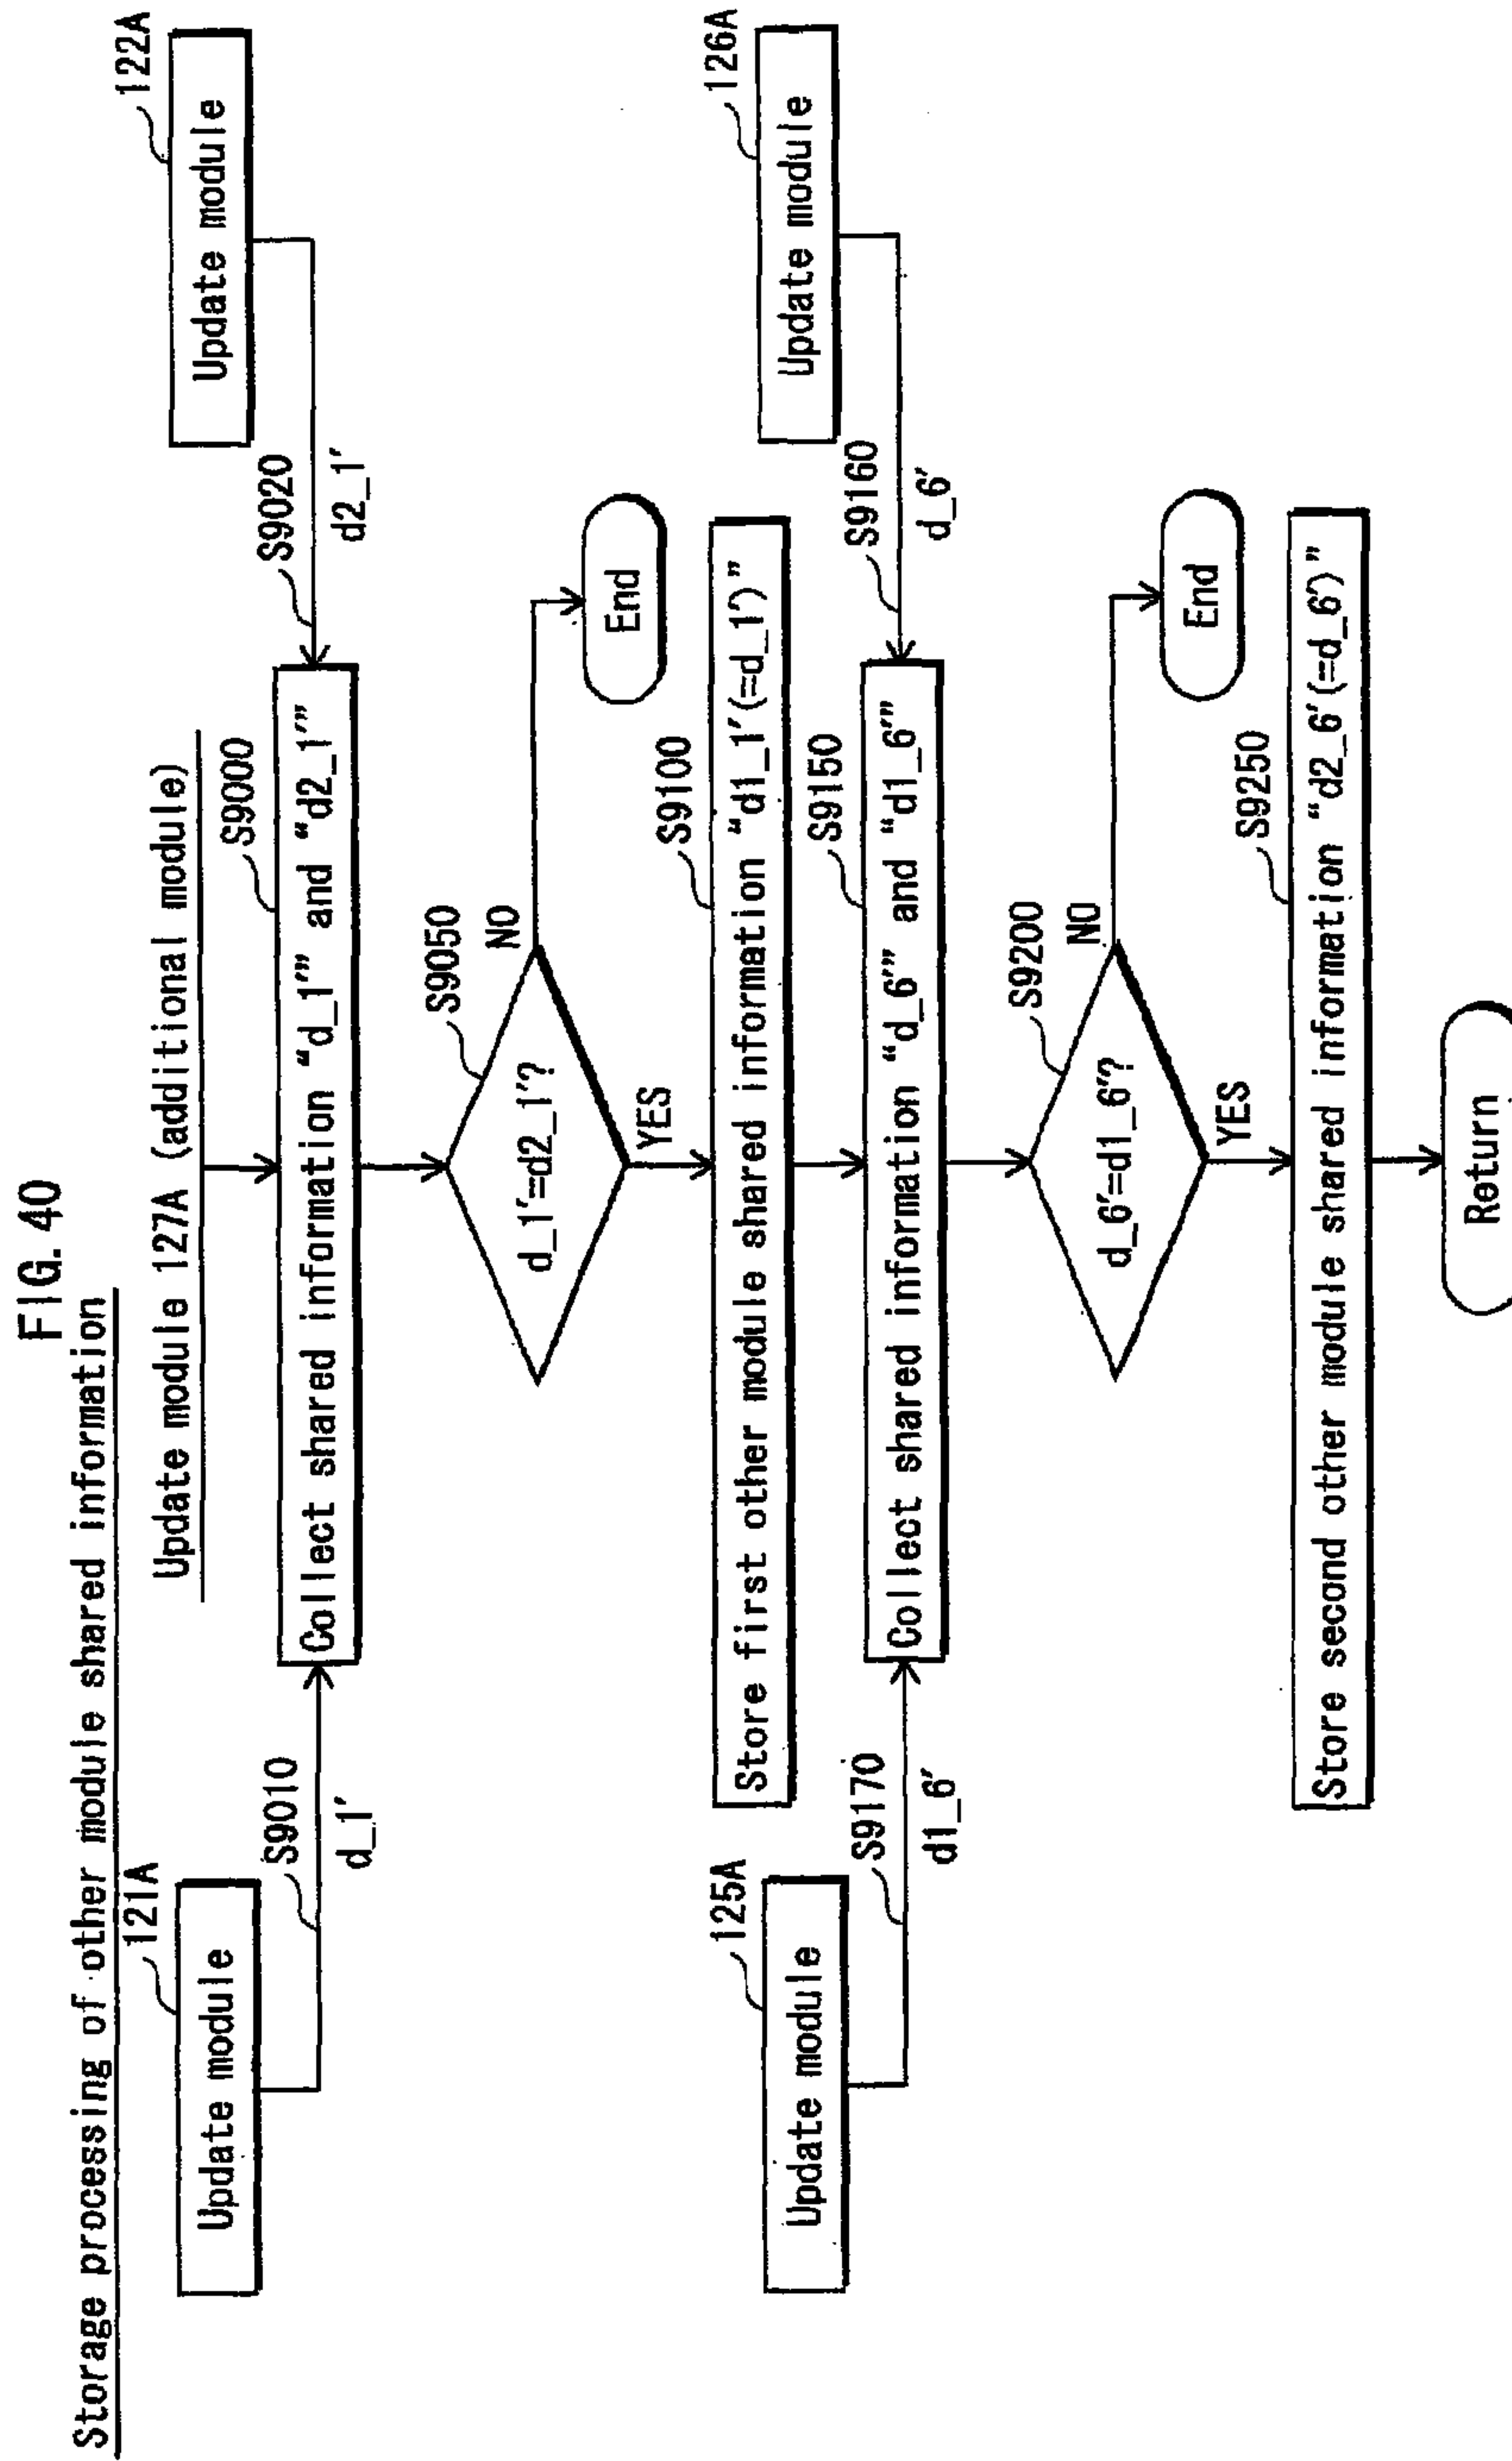 FIG. 40
Storage processing of other module shared information
Update module 127A (additional module)
121A
Update module
122A
Update module
S9000
Collect shared information “d_1′” and “d2_1′”
S9010
d_1′
S9020
d2_1′
S9050
d_1′=d2_1′?
NO
End
YES
S9100
Store first other module shared information “d1_1′(=d_1′)”
125A
Update module
126A
Update module
S9150
Collect shared information “d_6′” and “d1_6′”
S9170
d1_6′
S9160
d_6′
S9200
d_6′=d1_6′?
NO
End
YES
S9250
Store second other module shared information “d2_6′(=d_6′)”
Return